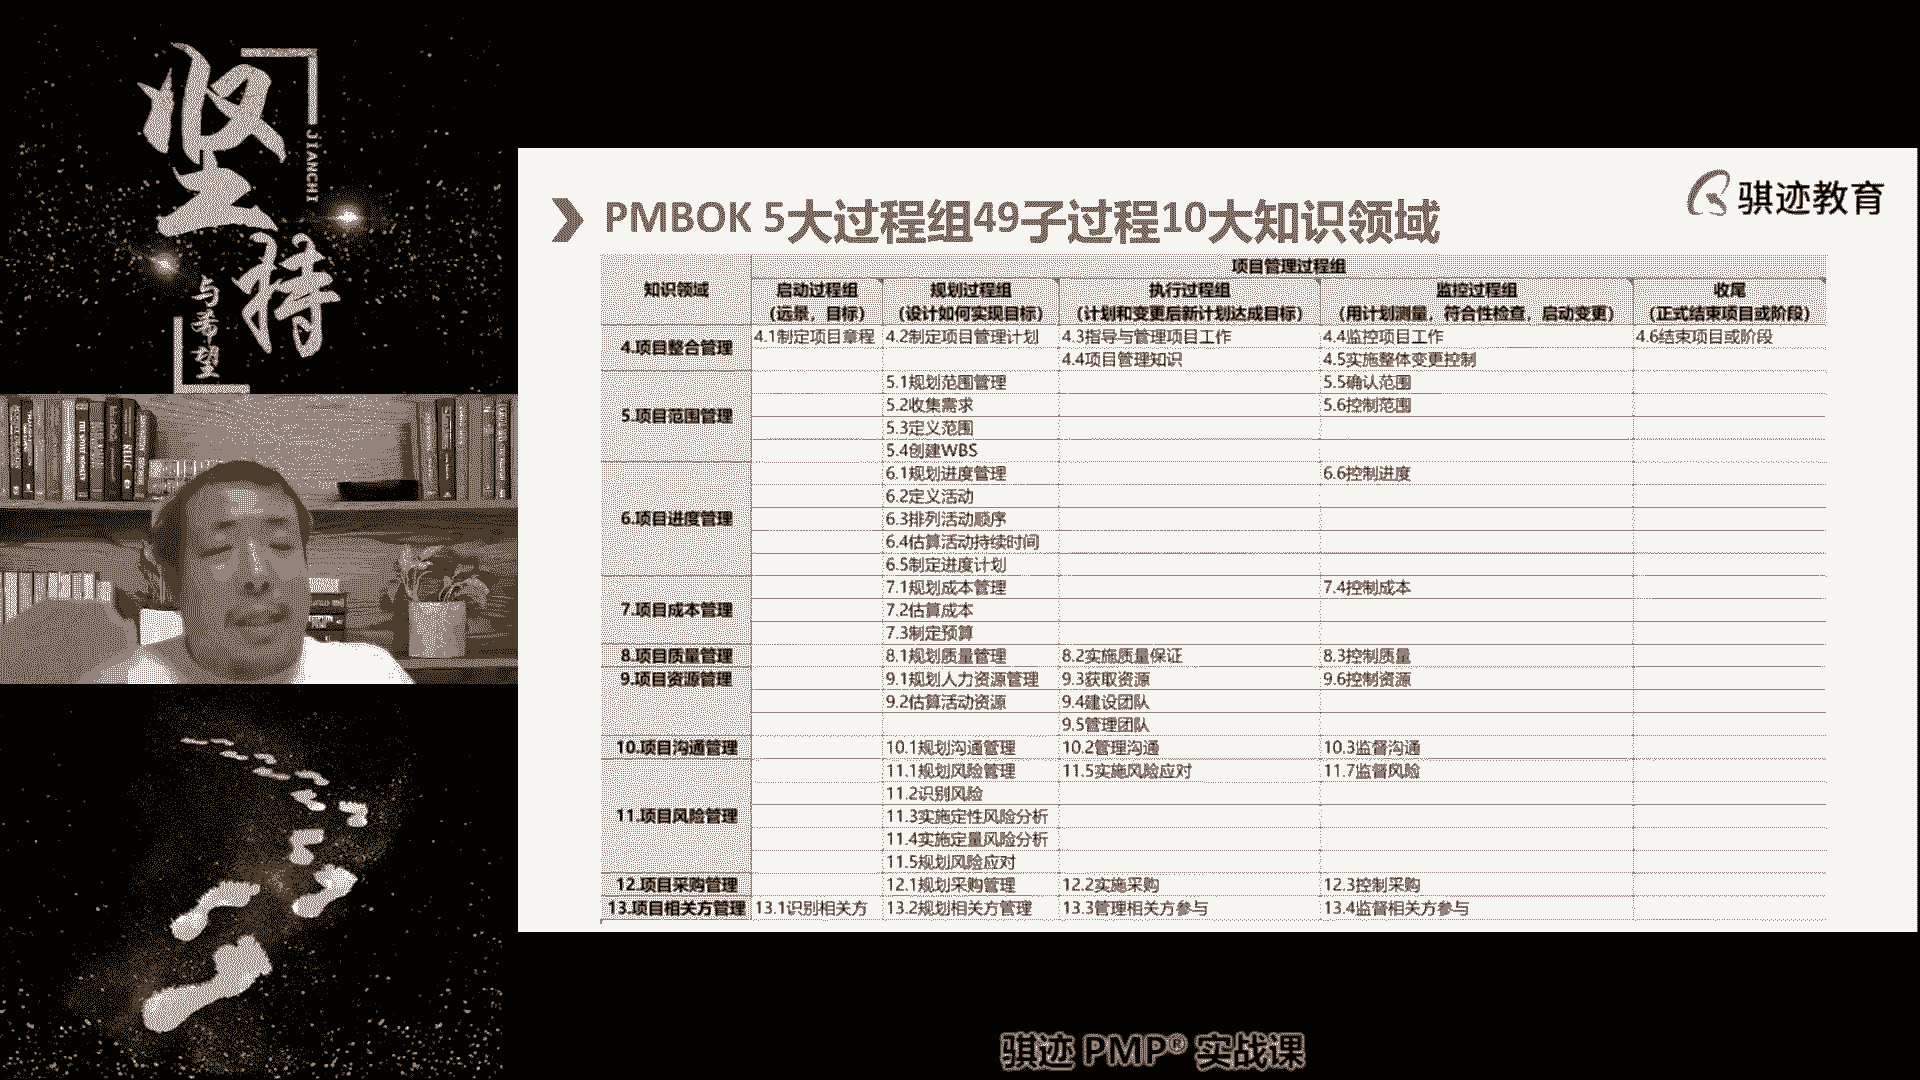 坚持
JIANCHI
与希望
骐迹教育
PMBOK 5大过程组49子过程10大知识领域
知识领域 项目管理过程组
启动过程组 规划过程组 执行过程组 监控过程组 收尾
（远景，目标） （设计如何实现目标） （计划和变更后新计划达成目标） （用计划测量，符合性检查，启动变更） （正式结束项目或阶段）
4.项目整合管理 4.1制定项目章程 4.2制定项目管理计划 4.3指导与管理项目工作 4.4监控项目工作 4.6结束项目或阶段
4.4项目管理知识 4.5实施整体变更控制
5.项目范围管理 5.1规划范围管理 5.5确认范围
5.2收集需求 5.6控制范围
5.3定义范围
5.4创建WBS
6.项目进度管理 6.1规划进度管理 6.6控制进度
6.2定义活动
6.3排列活动顺序
6.4估算活动持续时间
6.5制定进度计划
7.项目成本管理 7.1规划成本管理 7.4控制成本
7.2估算成本
7.3制定预算
8.项目质量管理 8.1规划质量管理 8.2实施质量保证 8.3控制质量
9.项目资源管理 9.1规划人力资源管理 9.3获取资源 9.6控制资源
9.2估算活动资源 9.4建设团队
9.5管理团队
10.项目沟通管理 10.1规划沟通管理 10.2管理沟通 10.3监督沟通
11.项目风险管理 11.1规划风险管理 11.5实施风险应对 11.7监督风险
11.2识别风险
11.3实施定性风险分析
11.4实施定量风险分析
11.5规划风险应对
12.项目采购管理 12.1规划采购管理 12.2实施采购 12.3控制采购
13.项目相关方管理 13.1识别相关方 13.2规划相关方管理 13.3管理相关方参与 13.4监督相关方参与
骐迹 PMP® 实战课